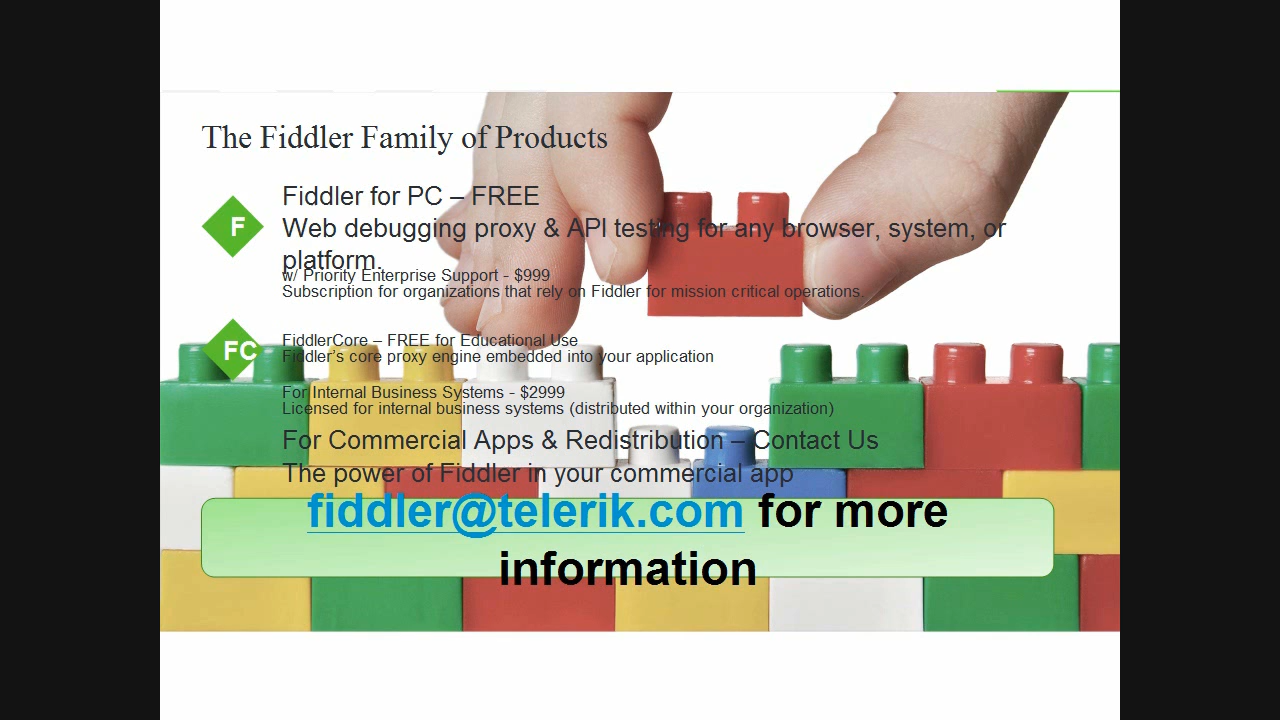 The Fiddler Family of Products
F
Fiddler for PC – FREE
Web debugging proxy & API testing for any browser, system, or
platform.
w/ Priority Enterprise Support - $999
Subscription for organizations that rely on Fiddler for mission critical operations.
FC
FiddlerCore – FREE for Educational Use
Fiddler's core proxy engine embedded into your application
For Internal Business Systems - $2999
Licensed for internal business systems (distributed within your organization)
For Commercial Apps & Redistribution – Contact Us
The power of Fiddler in your commercial app
fiddler@telerik.com for more
information